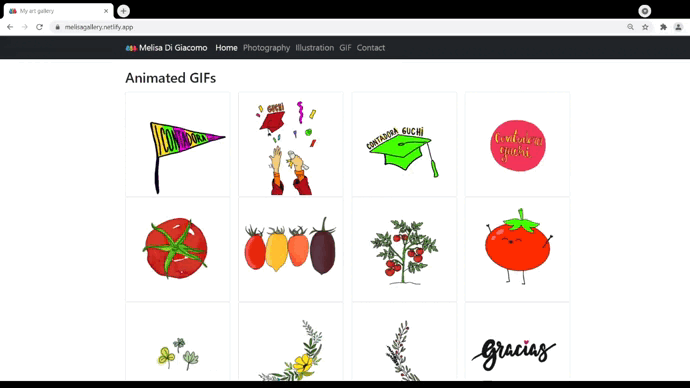 My art gallery
melisagallery.netlify.app
Melisa Di Giacomo Home Photography Illustration GIF Contact
Animated GIFs
CONTADORA
GUCHI
CONTADORA GUCHI
guchi
Gracias